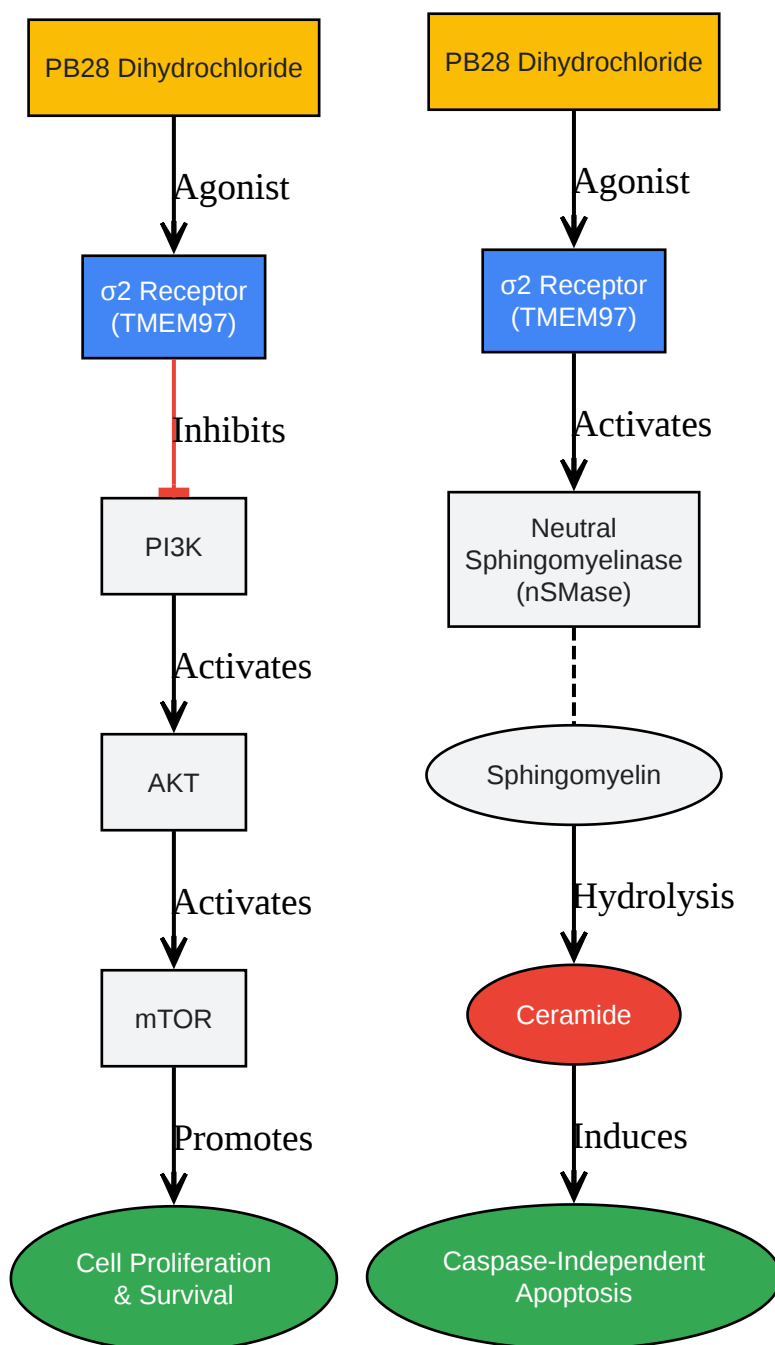 PB28 Dihydrochloride
Agonist
σ2 Receptor
(TMEM97)
Inhibits
PI3K
Activates
AKT
Activates
mTOR
Promotes
Cell Proliferation
& Survival
PB28 Dihydrochloride
Agonist
σ2 Receptor
(TMEM97)
Activates
Neutral
Sphingomyelinase
(nSMase)
Sphingomyelin
Hydrolysis
Ceramide
Induces
Caspase-Independent
Apoptosis